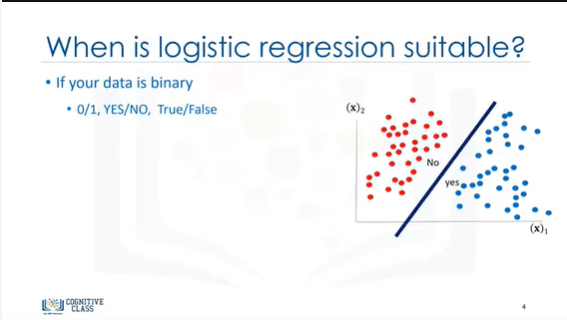 When is logistic regression suitable?
• If your data is binary
• 0/1, YES/NO, True/False
(x)₂
No
yes
(x)₁
COGNITIVE
CLASS
4